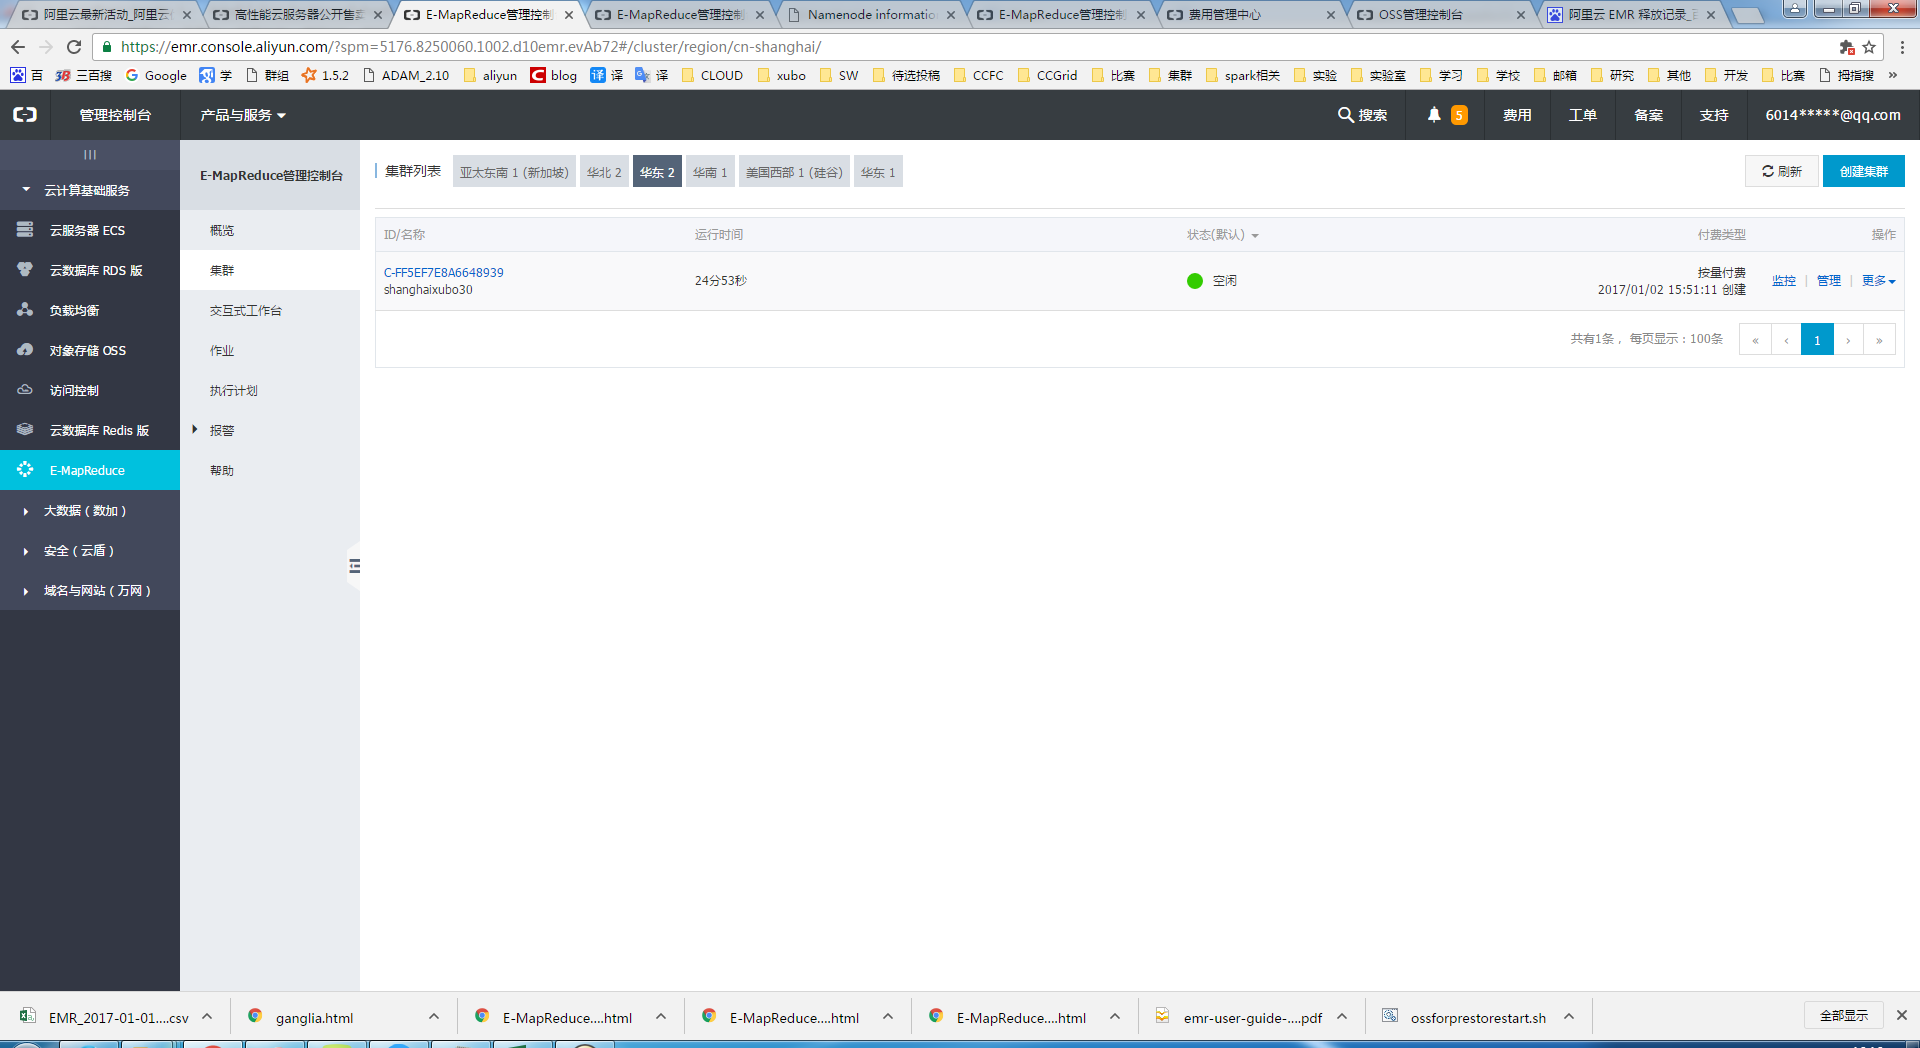 阿里云最新活动_阿里云
高性能云服务器公开售卖
E-MapReduce管理控制
E-MapReduce管理控制
Namenode informatio
E-MapReduce管理控制
费用管理中心
OSS管理控制台
阿里云 EMR 释放记录_百
https://emr.console.aliyun.com/?spm=5176.8250060.1002.d10emr.evAb72#/cluster/region/cn-shanghai/
百 三百搜 Google 学 群组 1.5.2 ADAM_2.10 aliyun blog 译 译 CLOUD xubo SW 待选投稿 CCFC CCGrid 比赛 集群 spark相关 实验 实验室 学习 学校 邮箱 研究 其他 开发 比赛 拇指搜 »
管理控制台 产品与服务 搜索 5 费用 工单 备案 支持 6014*****@qq.com
云计算基础服务
云服务器 ECS
云数据库 RDS 版
负载均衡
对象存储 OSS
访问控制
云数据库 Redis 版
E-MapReduce
大数据（数加）
安全（云盾）
域名与网站（万网）
E-MapReduce管理控制台
概览
集群
交互式工作台
作业
执行计划
报警
帮助
集群列表 亚太东南 1 (新加坡) 华北 2 华东 2 华南 1 美国西部 1 (硅谷) 华东 1 刷新 创建集群
ID/名称 运行时间 状态(默认) 付费类型 操作
C-FF5EF7E8A6648939
shanghaixubo30
24分53秒
空闲
按量付费
2017/01/02 15:51:11 创建
监控 | 管理 | 更多
共有1条， 每页显示：100条 « ‹ 1 › »
EMR_2017-01-01....csv
ganglia.html
E-MapReduce....html
E-MapReduce....html
E-MapReduce....html
emr-user-guide-....pdf
ossforprestorestart.sh
全部显示